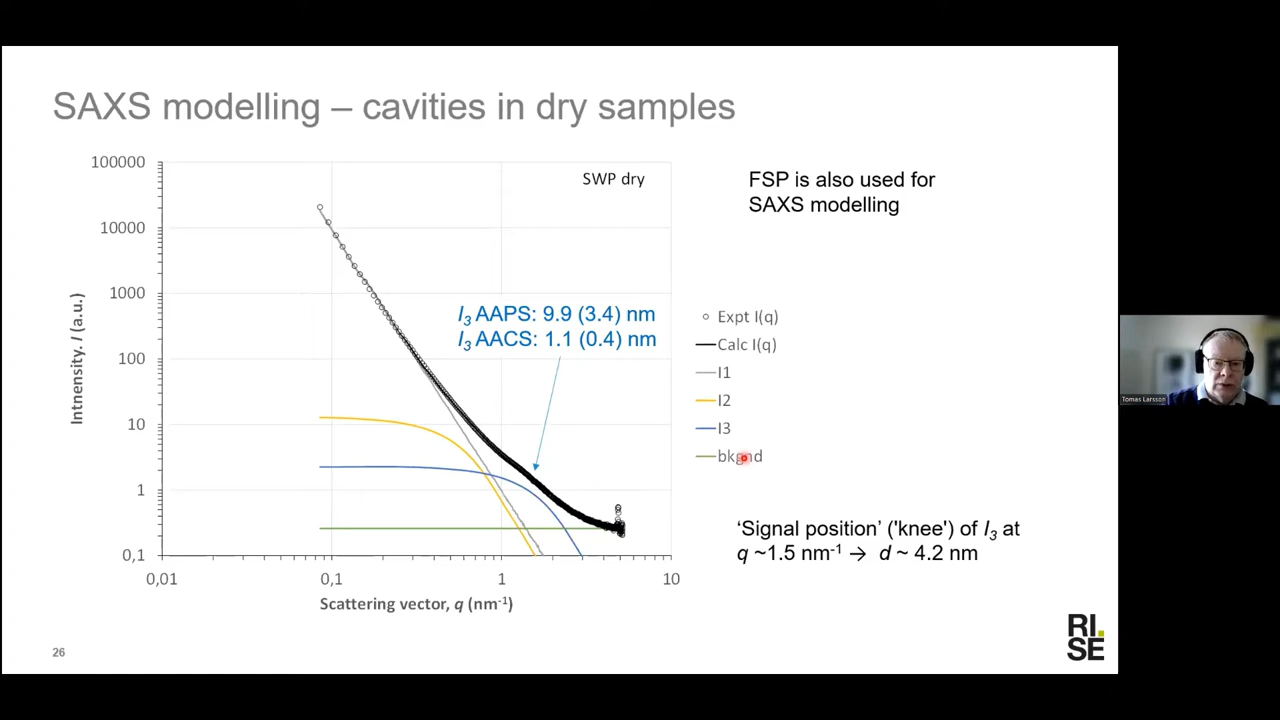 SAXS modelling – cavities in dry samples
100000
10000
1000
100
10
1
0,1
Intnensity. I (a.u.)
SWP dry
I3 AAPS: 9.9 (3.4) nm
I3 AACS: 1.1 (0.4) nm
0,01
0,1
1
10
Scattering vector, q (nm-1)
Expt I(q)
Calc I(q)
I1
I2
I3
bkgnd
FSP is also used for
SAXS modelling
'Signal position' ('knee') of I3 at
q ~1.5 nm-1 → d ~ 4.2 nm
26
RI.
SE
Tomas Larsson